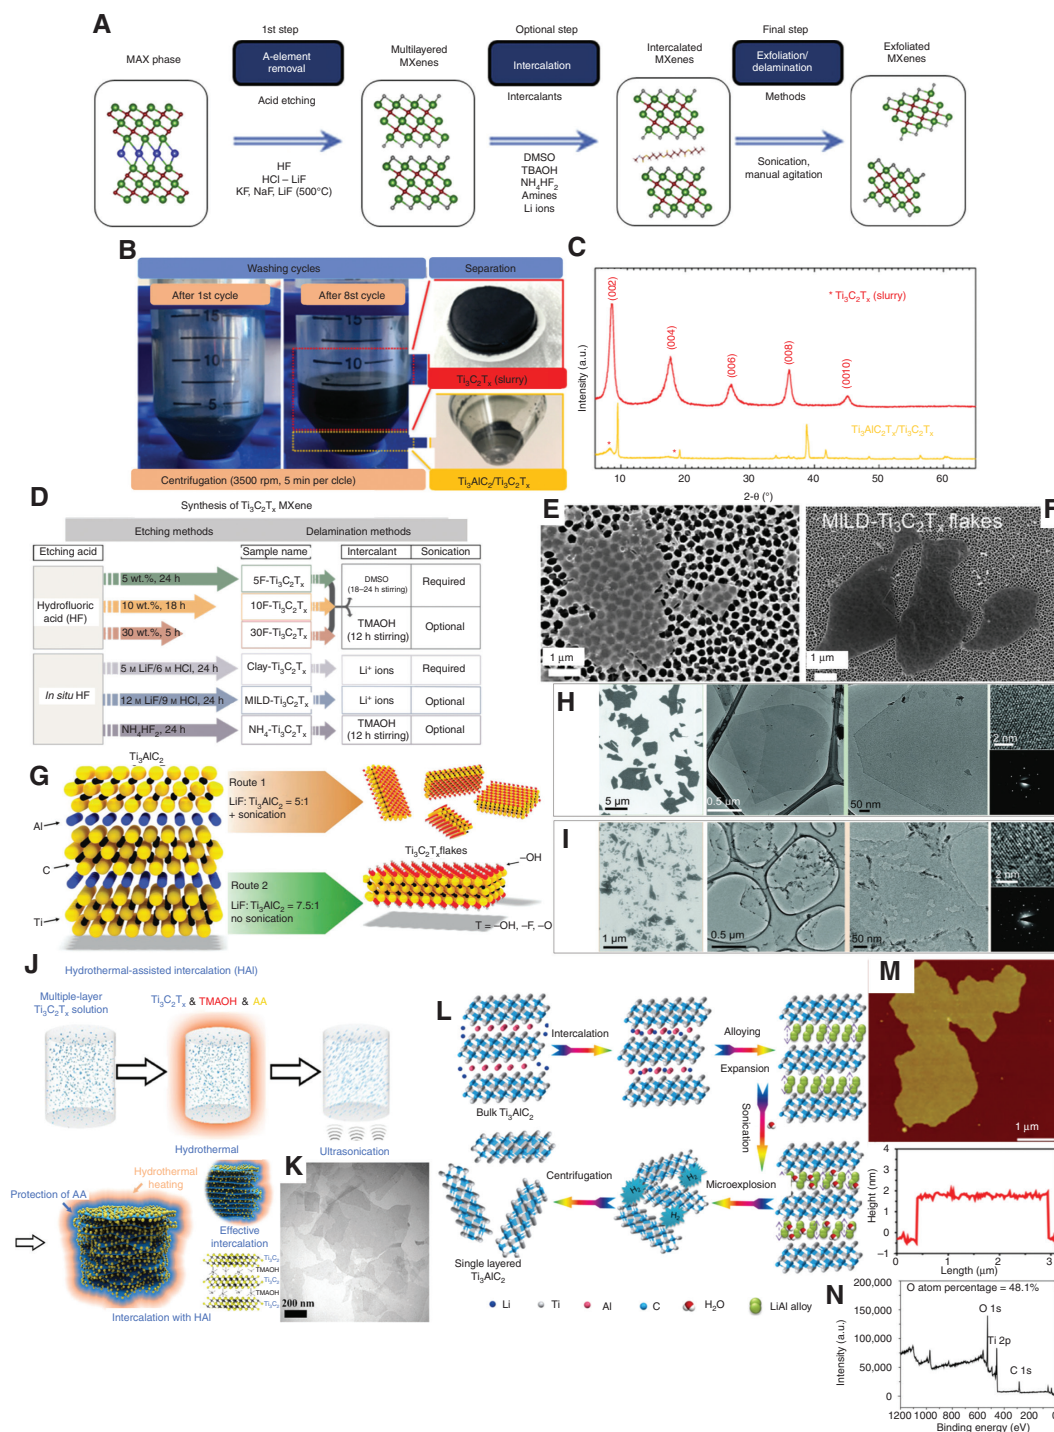 A
1st step
Optional step
Final step
MAX phase
A-element
removal
Multilayered
MXenes
Intercalation
Intercalated
MXenes
Exfoliation/
delamination
Exfoliated
MXenes
Acid etching
Intercalants
Methods
HF
HCl – LiF
KF, NaF, LiF (500°C)
DMSO
TBAOH
NH₄HF₂
Amines
Li ions
Sonication,
manual agitation
B
Washing cycles
Separation
After 1st cycle
After 8st cycle
15
10
5
15
10
Ti₃C₂Tₓ (slurry)
Centrifugation (3500 rpm, 5 min per clcle)
Ti₃AlC₂/Ti₃C₂Tₓ
C
Intensity (a.u.)
(002)
(004)
(006)
(008)
(0010)
* Ti₃C₂Tₓ (slurry)
Ti₃AlC₂Tₓ/Ti₃C₂Tₓ
* *
10 20 30 40 50 60
2-θ (°)
D
Synthesis of Ti₃C₂Tₓ MXene
Etching methods
Delamination methods
Etching acid
Sample name
Intercalant
Sonication
Hydrofluoric
acid (HF)
5 wt.%, 24 h
5F-Ti₃C₂Tₓ
DMSO
(18–24 h stirring)
Required
10 wt.%, 18 h
10F-Ti₃C₂Tₓ
TMAOH
(12 h stirring)
Optional
30 wt.%, 5 h
30F-Ti₃C₂Tₓ
In situ HF
5 M LiF/6 M HCl, 24 h
Clay-Ti₃C₂Tₓ
Li⁺ ions
Required
12 M LiF/9 M HCl, 24 h
MILD-Ti₃C₂Tₓ
Li⁺ ions
Optional
NH₄HF₂, 24 h
NH₄-Ti₃C₂Tₓ
TMAOH
(12 h stirring)
Optional
E
1 µm
F
MILD-Ti₃C₂Tₓ flakes
1 µm
G
Ti₃AlC₂
Al
C
Ti
Route 1
LiF: Ti₃AlC₂ = 5:1
+ sonication
Route 2
LiF: Ti₃AlC₂ = 7.5:1
no sonication
Ti₃C₂Tₓflakes
–OH
T = –OH, –F, –O
H
5 µm
0.5 µm
50 nm
2 nm
I
1 µm
0.5 µm
50 nm
2 nm
J
Hydrothermal-assisted intercalation (HAI)
Multiple-layer
Ti₃C₂Tₓ solution
Ti₃C₂Tₓ & TMAOH & AA
Hydrothermal
Ultrasonication
Hydrothermal
heating
Protection of AA
Effective
intercalation
Ti₃C₂
TMAOH
Ti₃C₂
TMAOH
Ti₃C₂
Intercalation with HAI
K
200 nm
L
Intercalation
Alloying
Expansion
Bulk Ti₃AlC₂
Sonication
Centrifugation
Microexplosion
H₂
H₂
H₂
Single layered
Ti₃AlC₂
Li
Ti
Al
C
H₂O
LiAl alloy
M
1 µm
Height (nm)
4
3
2
1
0
−1
0 1 2 3
Length (µm)
N
200,000
150,000
100,000
50,000
0
Intensity (a.u.)
O atom percentage = 48.1%
O 1s
Ti 2p
C 1s
1200 1000 800 600 400 200 0
Binding energy (eV)